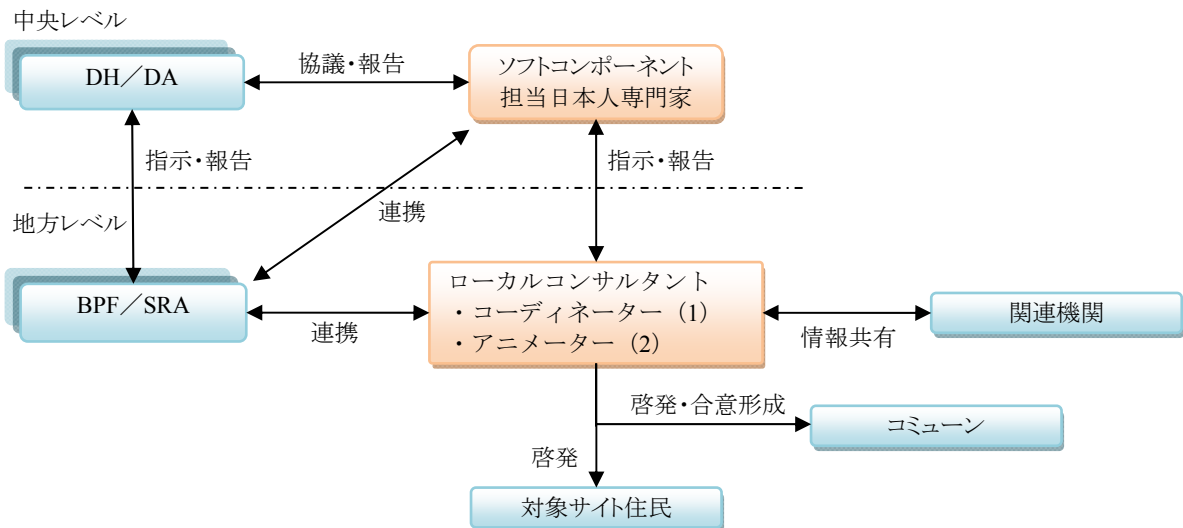 中央レベル
DH／DA
協議・報告
ソフトコンポーネント
担当日本人専門家
指示・報告
指示・報告
地方レベル
連携
BPF／SRA
連携
ローカルコンサルタント
・コーディネーター（1）
・アニメーター（2）
情報共有
関連機関
啓発・合意形成
コミューン
啓発
対象サイト住民